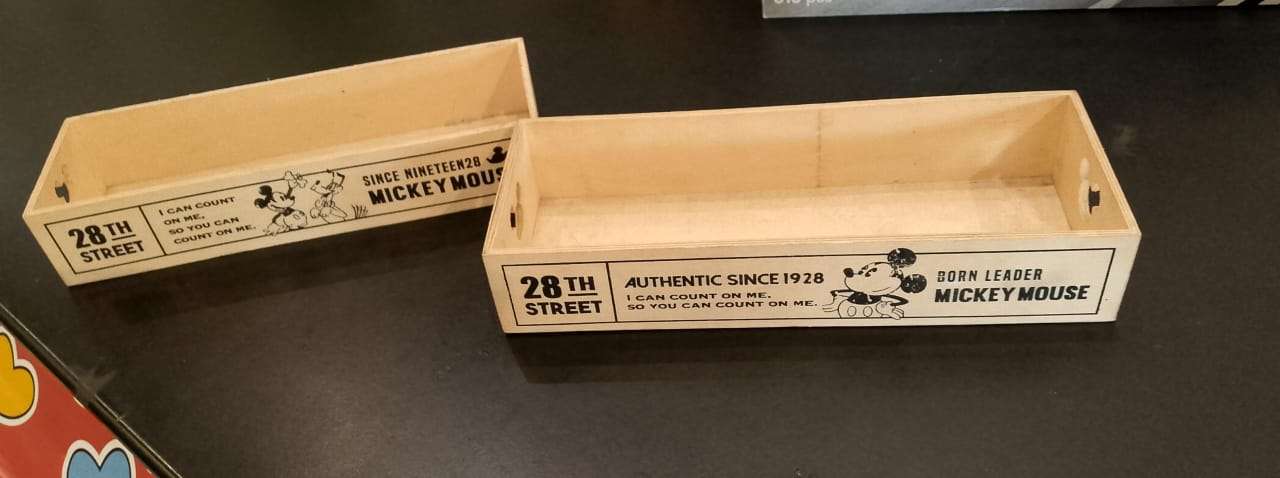 28TH
STREET
I CAN COUNT
ON ME.
SO YOU CAN
COUNT ON ME.
SINCE NINETEEN28
MICKEY MOUS
28TH
STREET
AUTHENTIC SINCE 1928
I CAN COUNT ON ME.
SO YOU CAN COUNT ON ME.
BORN LEADER
MICKEY MOUSE